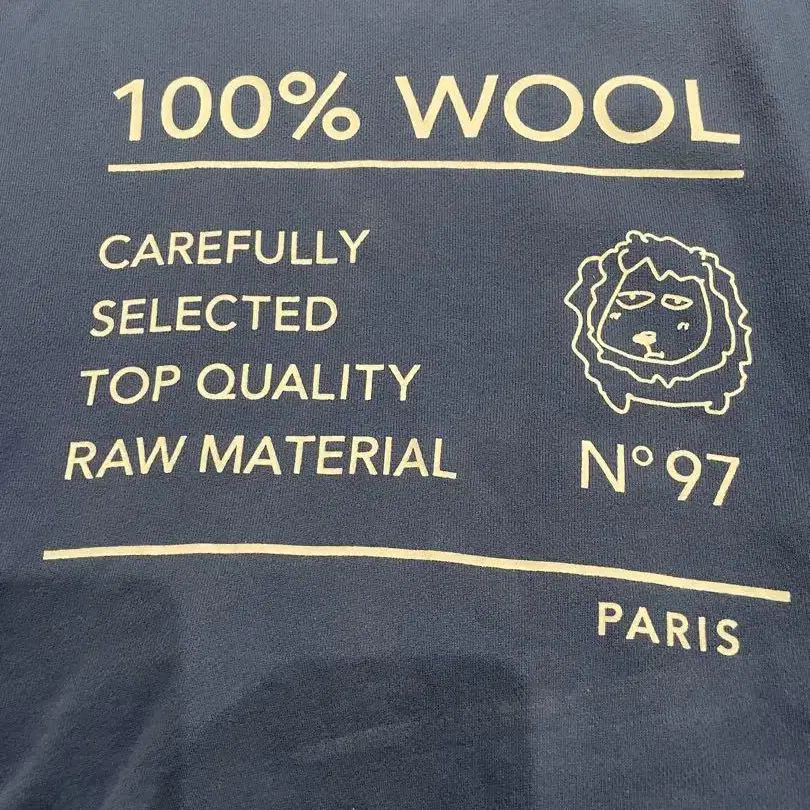 100% WOOL
CAREFULLY
SELECTED
TOP QUALITY
RAW MATERIAL
N° 97
PARIS